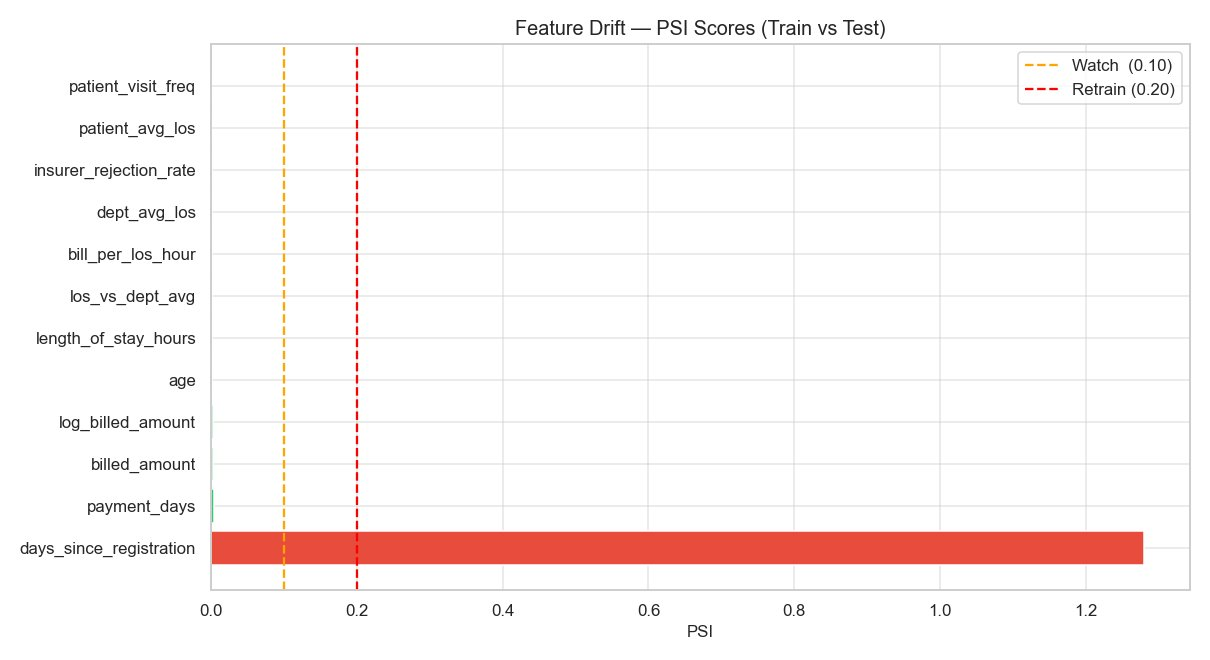 Feature Drift — PSI Scores (Train vs Test)
Watch  (0.10)
Retrain (0.20)
patient_visit_freq
patient_avg_los
insurer_rejection_rate
dept_avg_los
bill_per_los_hour
los_vs_dept_avg
length_of_stay_hours
age
log_billed_amount
billed_amount
payment_days
days_since_registration
0.0 0.2 0.4 0.6 0.8 1.0 1.2
PSI